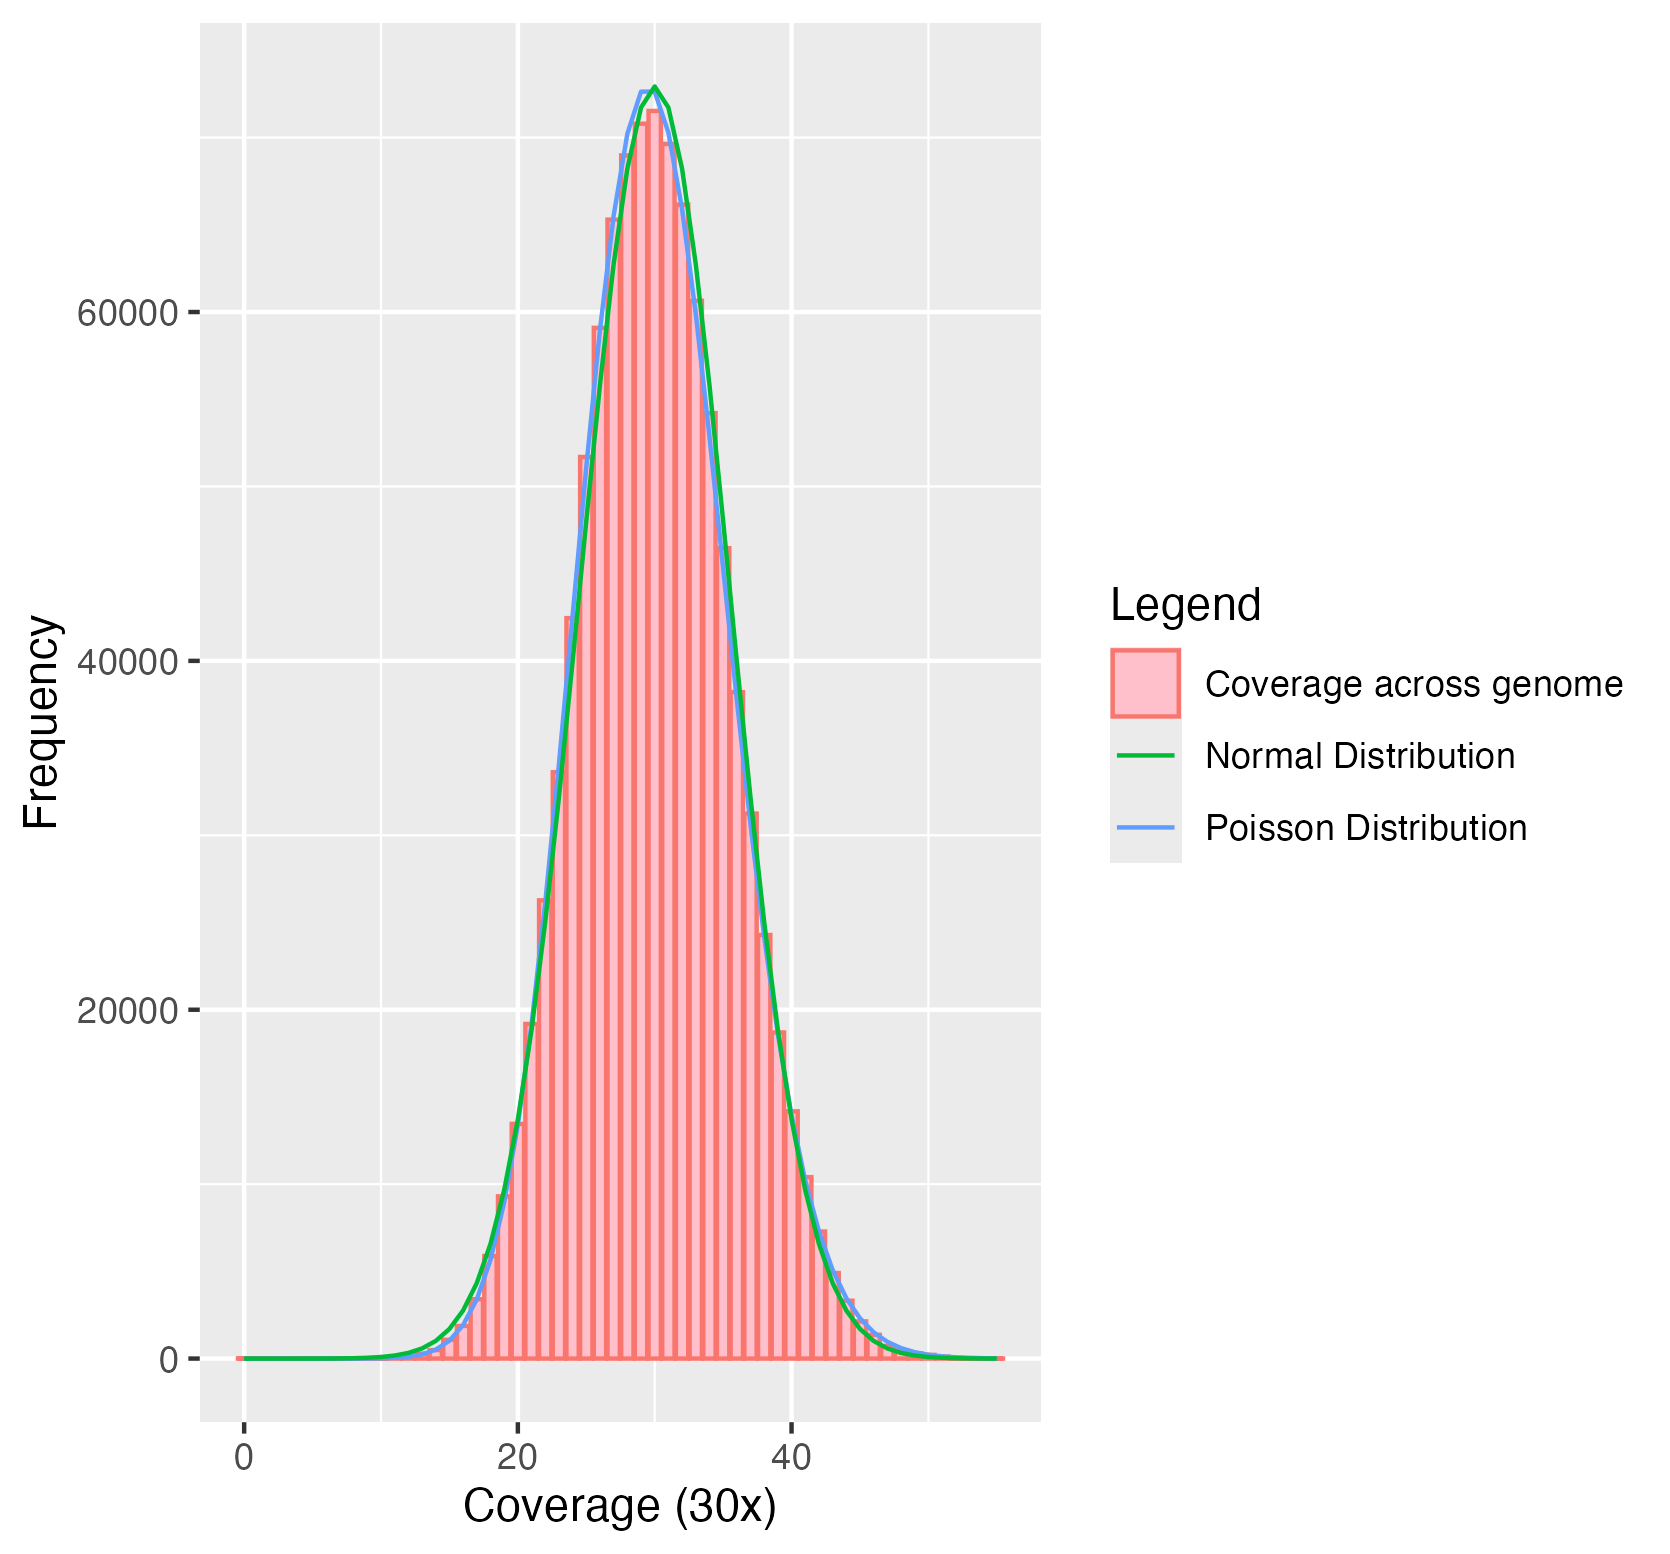 60000
40000
20000
0
0
20
40
Frequency
Coverage (30x)
Legend
Coverage across genome
Normal Distribution
Poisson Distribution